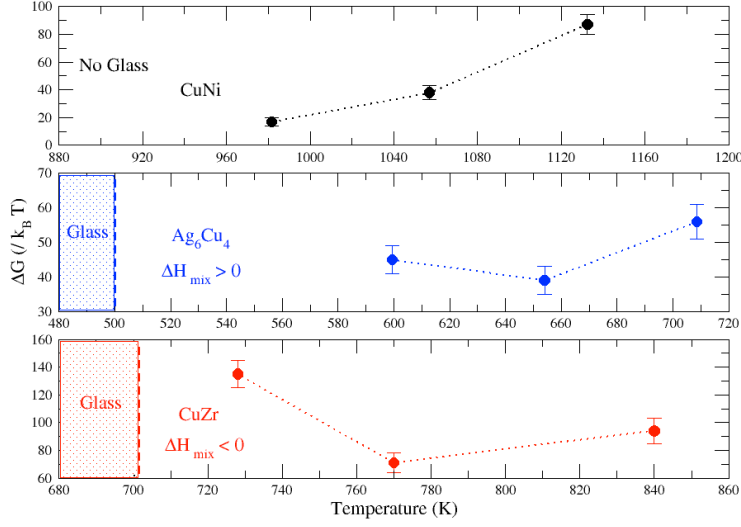 100
80
60
40
20
0
No Glass
CuNi
880 920 960 1000 1040 1080 1120 1160 1200
ΔG (/ k_B T)
70
60
50
40
30
Glass
Ag₆Cu₄
ΔH_mix > 0
480 500 520 540 560 580 600 620 640 660 680 700 720
160
140
120
100
80
60
Glass
CuZr
ΔH_mix < 0
680 700 720 740 760 780 800 820 840 860
Temperature (K)